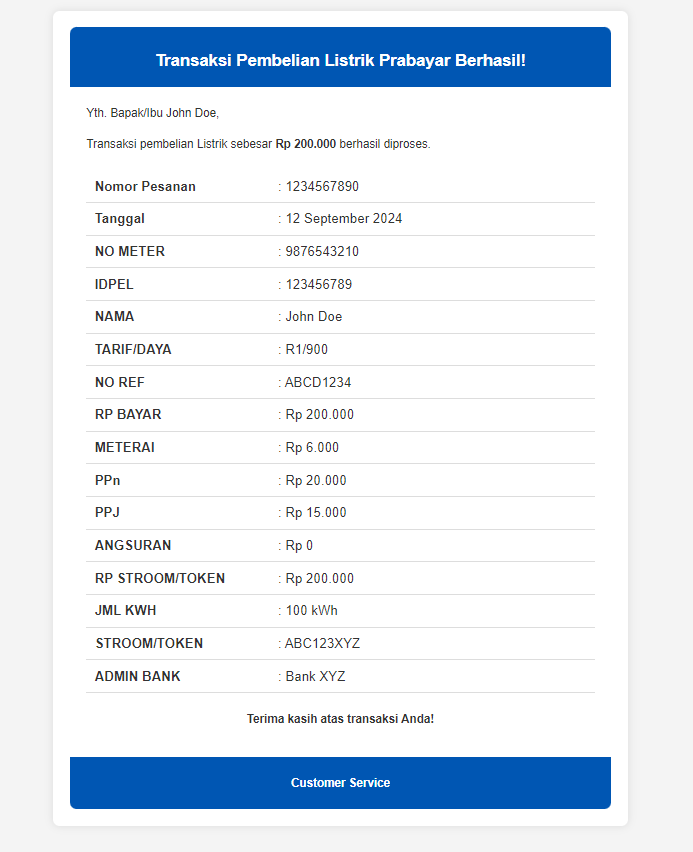 Transaksi Pembelian Listrik Prabayar Berhasil!
Yth. Bapak/Ibu John Doe,
Transaksi pembelian Listrik sebesar Rp 200.000 berhasil diproses.
Nomor Pesanan : 1234567890
Tanggal : 12 September 2024
NO METER : 9876543210
IDPEL : 123456789
NAMA : John Doe
TARIF/DAYA : R1/900
NO REF : ABCD1234
RP BAYAR : Rp 200.000
METERAI : Rp 6.000
PPn : Rp 20.000
PPJ : Rp 15.000
ANGSURAN : Rp 0
RP STROOM/TOKEN : Rp 200.000
JML KWH : 100 kWh
STROOM/TOKEN : ABC123XYZ
ADMIN BANK : Bank XYZ
Terima kasih atas transaksi Anda!
Customer Service